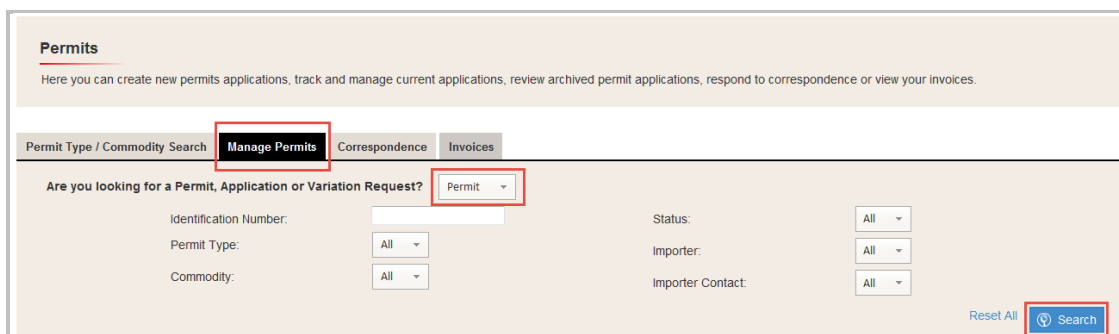 Permits
Here you can create new permits applications, track and manage current applications, review archived permit applications, respond to correspondence or view your invoices.
Permit Type / Commodity Search Manage Permits Correspondence Invoices
Are you looking for a Permit, Application or Variation Request? Permit
Identification Number: Status: All
Permit Type: All Importer: All
Commodity: All Importer Contact: All
Reset All Search